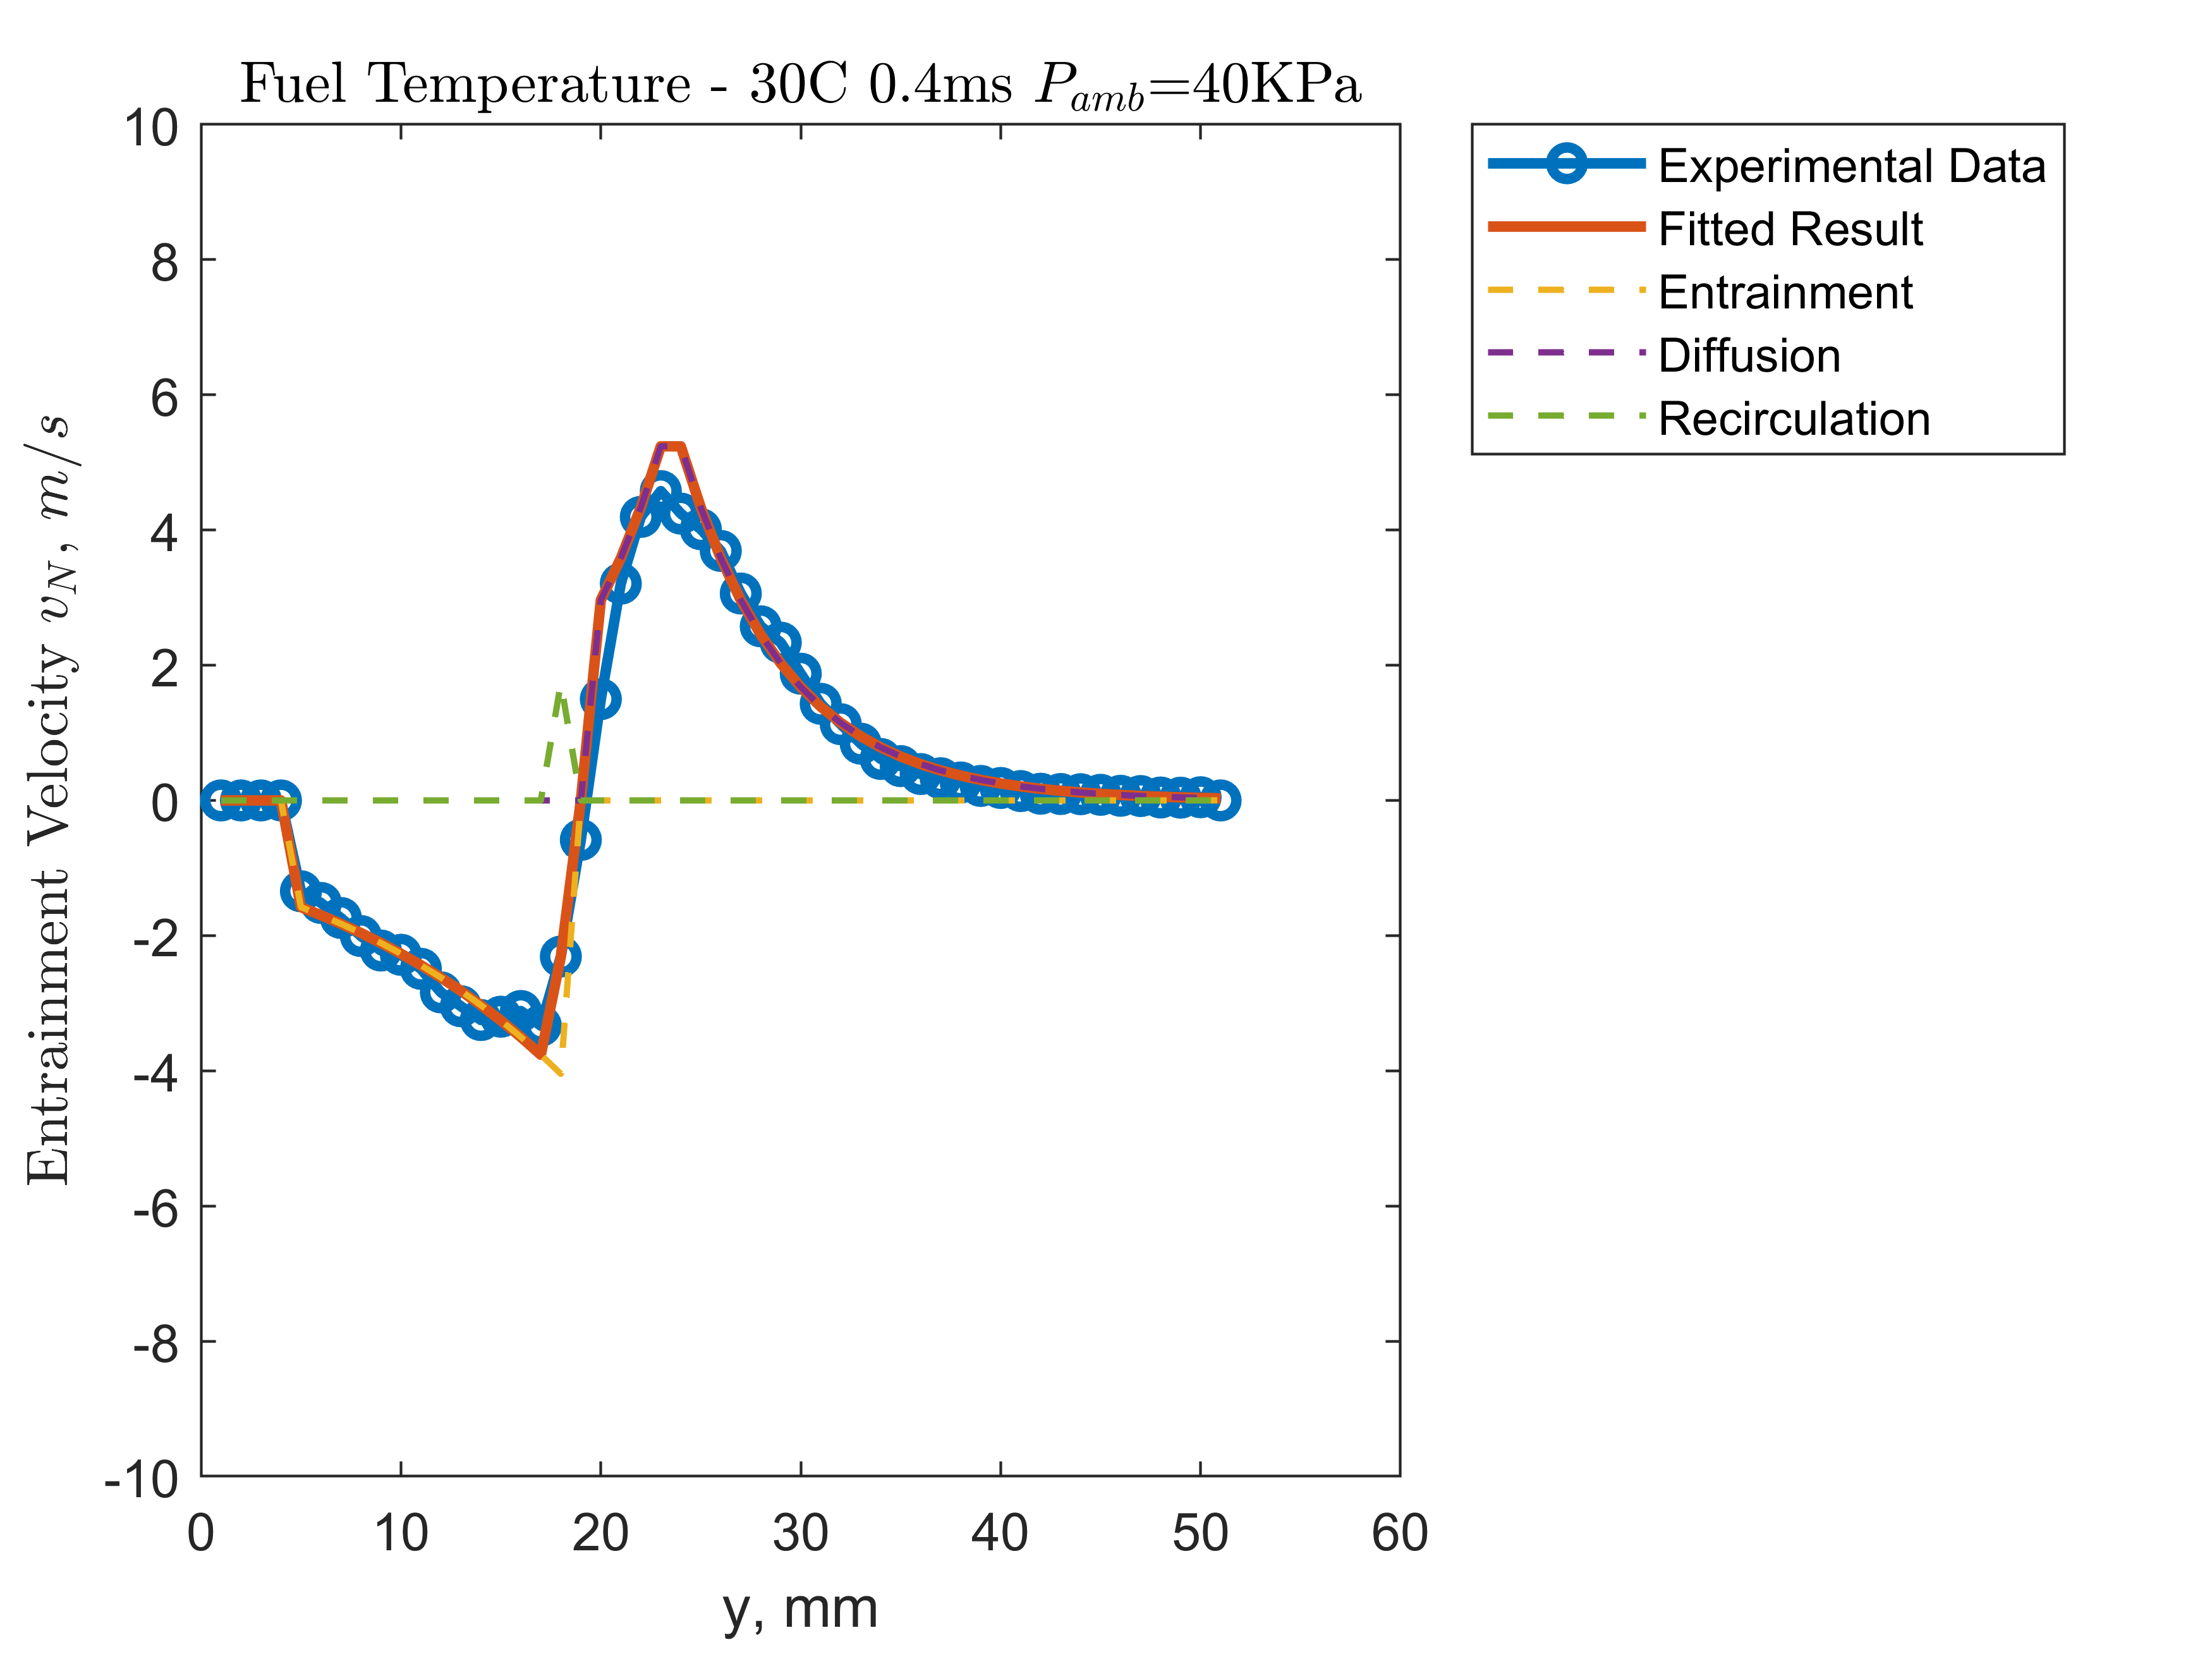 Fuel Temperature - 30C 0.4ms P_amb=40KPa
10
8
6
4
2
0
-2
-4
-6
-8
-10
Entrainment Velocity v_N, m/s
0 10 20 30 40 50 60
y, mm
Experimental Data
Fitted Result
Entrainment
Diffusion
Recirculation